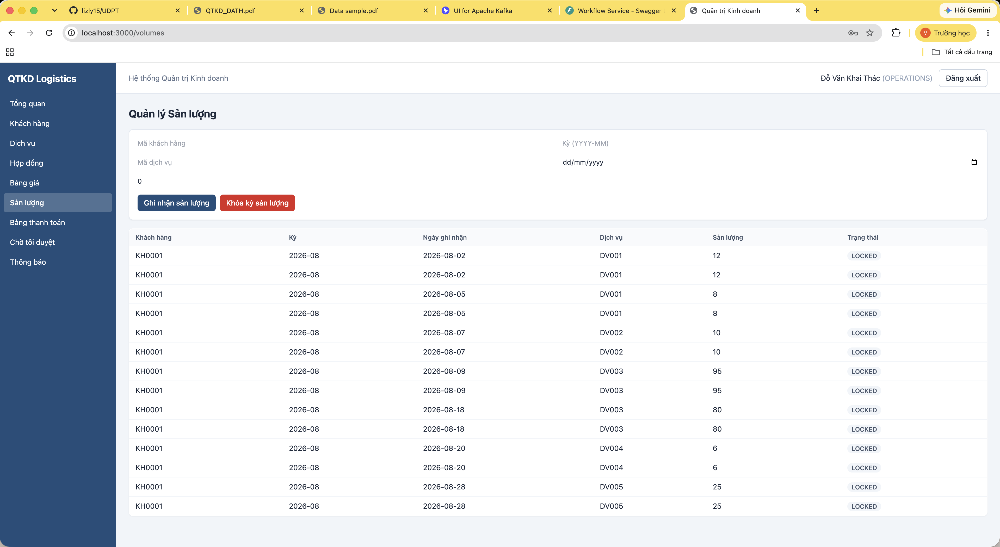 lizly15/UDPT
QTKD_DATH.pdf
Data sample.pdf
UI for Apache Kafka
Workflow Service - Swagger
Quản trị Kinh doanh
Hỏi Gemini
localhost:3000/volumes
V Trường học
Tất cả dấu trang
QTKD Logistics
Hệ thống Quản trị Kinh doanh
Đỗ Văn Khai Thác (OPERATIONS)
Đăng xuất
Tổng quan
Khách hàng
Dịch vụ
Hợp đồng
Bảng giá
Sản lượng
Bảng thanh toán
Chờ tôi duyệt
Thông báo
Quản lý Sản lượng
Mã khách hàng
Kỳ (YYYY-MM)
Mã dịch vụ
dd/mm/yyyy
0
Ghi nhận sản lượng
Khóa kỳ sản lượng
Khách hàng Kỳ Ngày ghi nhận Dịch vụ Sản lượng Trạng thái
KH0001 2026-08 2026-08-02 DV001 12 LOCKED
KH0001 2026-08 2026-08-02 DV001 12 LOCKED
KH0001 2026-08 2026-08-05 DV001 8 LOCKED
KH0001 2026-08 2026-08-05 DV001 8 LOCKED
KH0001 2026-08 2026-08-07 DV002 10 LOCKED
KH0001 2026-08 2026-08-07 DV002 10 LOCKED
KH0001 2026-08 2026-08-09 DV003 95 LOCKED
KH0001 2026-08 2026-08-09 DV003 95 LOCKED
KH0001 2026-08 2026-08-18 DV003 80 LOCKED
KH0001 2026-08 2026-08-18 DV003 80 LOCKED
KH0001 2026-08 2026-08-20 DV004 6 LOCKED
KH0001 2026-08 2026-08-20 DV004 6 LOCKED
KH0001 2026-08 2026-08-28 DV005 25 LOCKED
KH0001 2026-08 2026-08-28 DV005 25 LOCKED